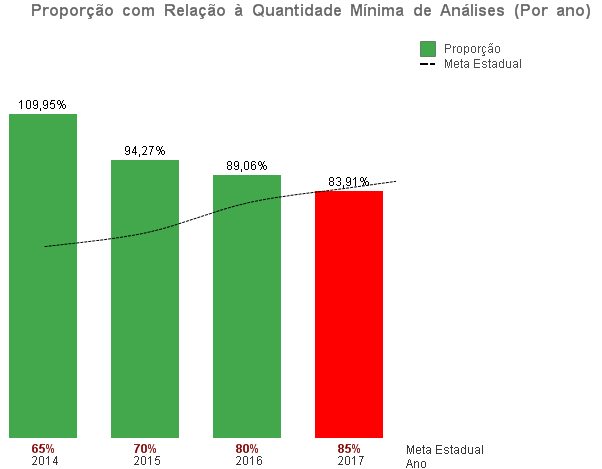 Proporção com Relação à Quantidade Mínima de Análises (Por ano)
Proporção
Meta Estadual
109,95%
94,27%
89,06%
83,91%
65% 70% 80% 85% Meta Estadual
2014 2015 2016 2017 Ano